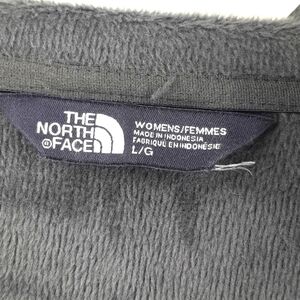 THE
NORTH
FACE
WOMENS/FEMMES
MADE IN INDONESIA
FABRIQUÉ EN INDONÉSIE
L/G